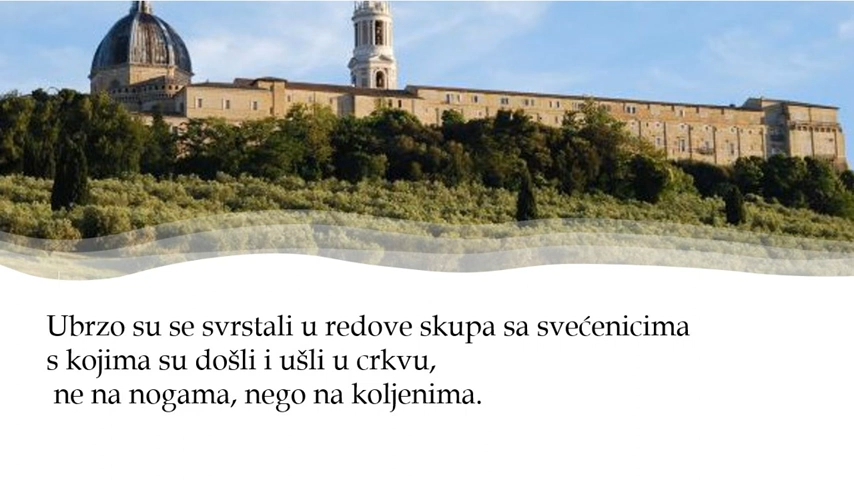 Ubrzo su se svrstali u redove skupa sa svećenicima
s kojima su došli i ušli u crkvu,
ne na nogama, nego na koljenima.